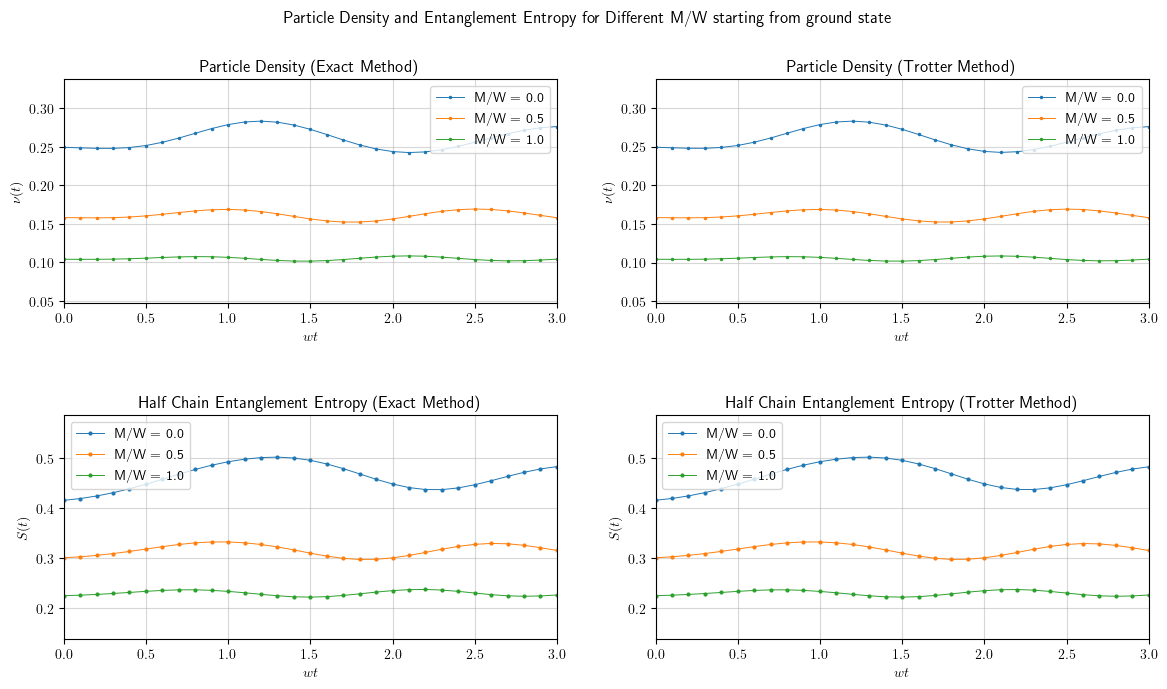 Particle Density and Entanglement Entropy for Different M/W starting from ground state
Particle Density (Exact Method)
0.30
0.25
0.20
0.15
0.10
0.05
ν(t)
M/W = 0.0
M/W = 0.5
M/W = 1.0
0.0 0.5 1.0 1.5 2.0 2.5 3.0
wt
Particle Density (Trotter Method)
0.30
0.25
0.20
0.15
0.10
0.05
ν(t)
M/W = 0.0
M/W = 0.5
M/W = 1.0
0.0 0.5 1.0 1.5 2.0 2.5 3.0
wt
Half Chain Entanglement Entropy (Exact Method)
0.5
0.4
0.3
0.2
S(t)
M/W = 0.0
M/W = 0.5
M/W = 1.0
0.0 0.5 1.0 1.5 2.0 2.5 3.0
wt
Half Chain Entanglement Entropy (Trotter Method)
0.5
0.4
0.3
0.2
S(t)
M/W = 0.0
M/W = 0.5
M/W = 1.0
0.0 0.5 1.0 1.5 2.0 2.5 3.0
wt